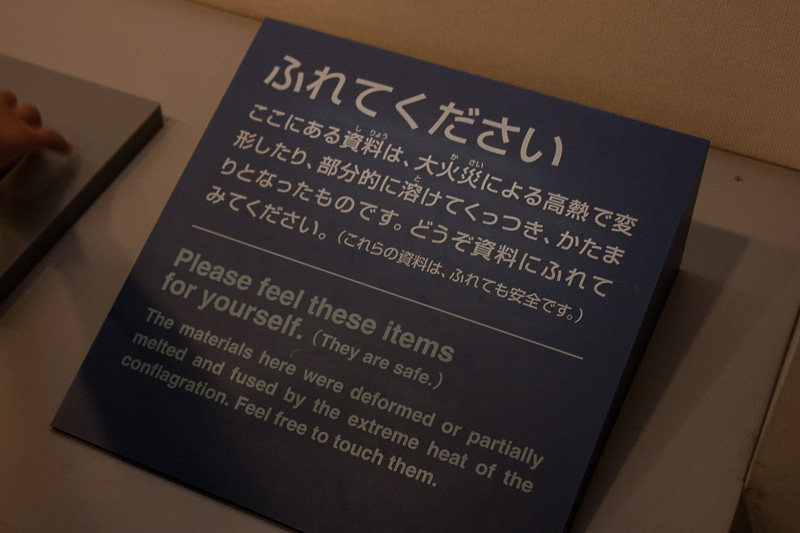 ふれてください
ここにある資料は、大火災による高熱で変
形したり、部分的に溶けてくっつき、かたま
りとなったものです。どうぞ資料にふれて
みてください。（これらの資料は、ふれても安全です。）
Please feel these items
for yourself. (They are safe.)
The materials here were deformed or partially
melted and fused by the extreme heat of the
conflagration. Feel free to touch them.